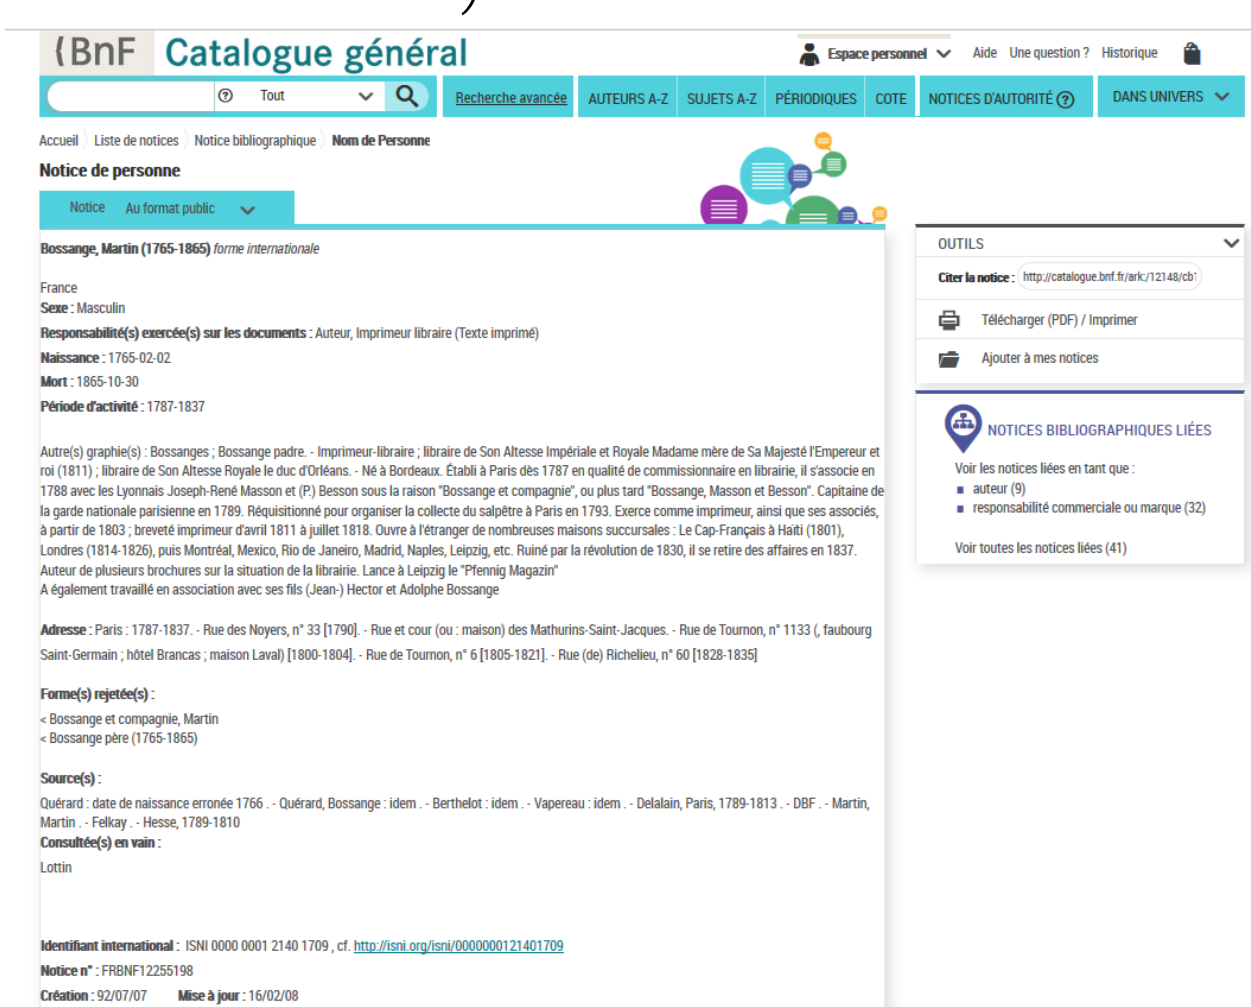 {BnF Catalogue général
Espace personnel Aide Une question ? Historique
? Tout Recherche avancée AUTEURS A-Z SUJETS A-Z PÉRIODIQUES COTE NOTICES D'AUTORITÉ ? DANS UNIVERS
Accueil Liste de notices Notice bibliographique Nom de Personne
Notice de personne
Notice Au format public
Bossange, Martin (1765-1865) forme internationale
France
Sexe : Masculin
Responsabilité(s) exercée(s) sur les documents : Auteur, Imprimeur libraire (Texte imprimé)
Naissance : 1765-02-02
Mort : 1865-10-30
Période d'activité : 1787-1837
Autre(s) graphie(s) : Bossanges ; Bossange padre. - Imprimeur-libraire ; libraire de Son Altesse Impériale et Royale Madame mère de Sa Majesté l'Empereur et
roi (1811) ; libraire de Son Altesse Royale le duc d'Orléans. - Né à Bordeaux. Établi à Paris dès 1787 en qualité de commissionnaire en librairie, il s'associe en
1788 avec les Lyonnais Joseph-René Masson et (P.) Besson sous la raison "Bossange et compagnie", ou plus tard "Bossange, Masson et Besson". Capitaine de
la garde nationale parisienne en 1789. Réquisitionné pour organiser la collecte du salpêtre à Paris en 1793. Exerce comme imprimeur, ainsi que ses associés,
à partir de 1803 ; breveté imprimeur d'avril 1811 à juillet 1818. Ouvre à l'étranger de nombreuses maisons succursales : Le Cap-Français à Haïti (1801),
Londres (1814-1826), puis Montréal, Mexico, Rio de Janeiro, Madrid, Naples, Leipzig, etc. Ruiné par la révolution de 1830, il se retire des affaires en 1837.
Auteur de plusieurs brochures sur la situation de la librairie. Lance à Leipzig le "Pfennig Magazin"
A également travaillé en association avec ses fils (Jean-) Hector et Adolphe Bossange
Adresse : Paris : 1787-1837. - Rue des Noyers, n° 33 [1790]. - Rue et cour (ou : maison) des Mathurins-Saint-Jacques. - Rue de Tournon, n° 1133 (, faubourg
Saint-Germain ; hôtel Brancas ; maison Laval) [1800-1804]. - Rue de Tournon, n° 6 [1805-1821]. - Rue (de) Richelieu, n° 60 [1828-1835]
Forme(s) rejetée(s) :
< Bossange et compagnie, Martin
< Bossange père (1765-1865)
Source(s) :
Quérard : date de naissance erronée 1766 . - Quérard, Bossange : idem . - Berthelot : idem . - Vapereau : idem . - Delalain, Paris, 1789-1813 . - DBF . - Martin,
Martin . - Felkay . - Hesse, 1789-1810
Consultée(s) en vain :
Lottin
Identifiant international : ISNI 0000 0001 2140 1709 , cf. http://isni.org/isni/0000000121401709
Notice n° : FRBNF12255198
Création : 92/07/07 Mise à jour : 16/02/08
OUTILS
Citer la notice : http://catalogue.bnf.fr/ark:/12148/cb1
Télécharger (PDF) / Imprimer
Ajouter à mes notices
NOTICES BIBLIOGRAPHIQUES LIÉES
Voir les notices liées en tant que :
auteur (9)
responsabilité commerciale ou marque (32)
Voir toutes les notices liées (41)